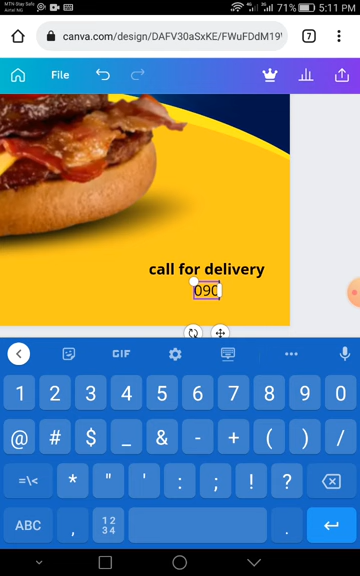 MTN-Stay Safe
Airtel NG
4G
71%
5:11 PM
canva.com/design/DAFV30aSxKE/FWuFDdM19
7
File
call for delivery
090
GIF
1 2 3 4 5 6 7 8 9 0
@ # $ _ & - + ( ) /
=\< * " ' : ; ! ?
ABC , 12 34 .